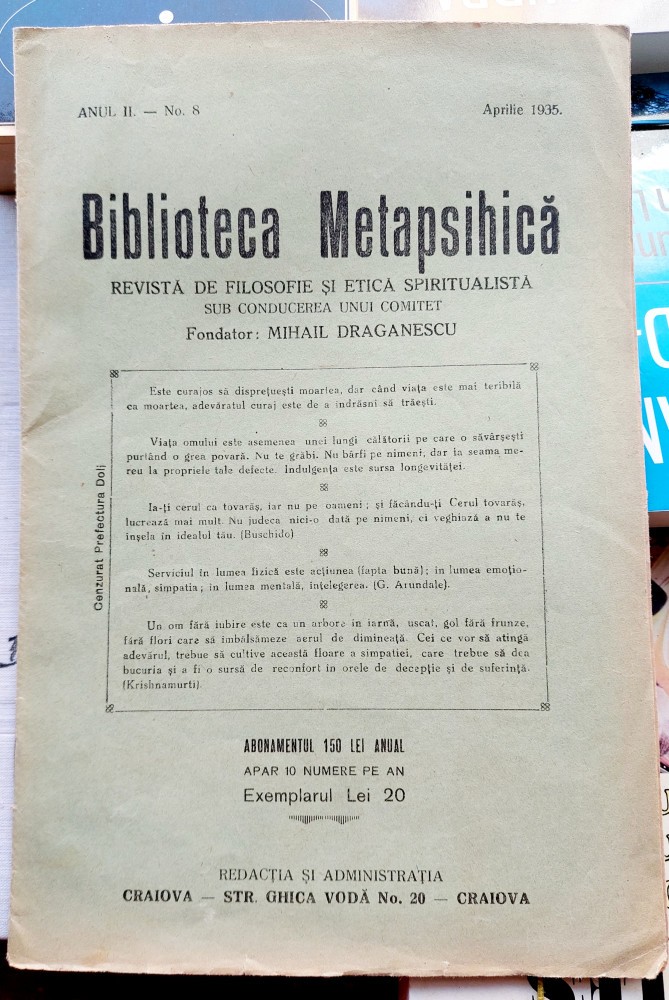 ANUL II. — No. 8
Aprilie 1935.
Biblioteca Metapsihică
REVISTĂ DE FILOSOFIE ȘI ETICĂ SPIRITUALISTĂ
SUB CONDUCEREA UNUI COMITET
Fondator: MIHAIL DRAGANESCU
Este curajos să disprețuești moartea, dar când viața este mai teribilă
ca moartea, adevăratul curaj este de a îndrăsni să trăești.
Viața omului este asemenea unei lungi călătorii pe care o săvârșești
purtând o grea povară. Nu te grăbi. Nu bârfi pe nimeni, dar ia seama me-
reu la propriele tale defecte. Indulgența este sursa longevităței.
Ia-ți cerul ca tovarăș, iar nu pe oameni; și făcându-ți Cerul tovarăș,
lucrează mai mult. Nu judeca nici-o dată pe nimeni, ci veghiază a nu te
înșela în idealul tău. (Buschido)
Serviciul în lumea fizică este acțiunea (fapta bună); in lumea emoțio-
nală, simpatia; in lumea mentală, ințelegerea. (G. Arundale).
Un om fără iubire este ca un arbore in iarnă, uscat, gol fără frunze,
fără flori care să imbălsămeze aerul de dimineață. Cei ce vor să atingă
adevărul, trebue să cultive această floare a simpatiei, care trebue să dea
bucuria și a fi o sursă de reconfort in orele de decepție și de suferință.
(Krishnamurti).
Cenzurat Prefectura Dolj
ABONAMENTUL 150 LEI ANUAL
APAR 10 NUMERE PE AN
Exemplarul Lei 20
REDACȚIA ȘI ADMINISTRAȚIA
CRAIOVA — STR. GHICA VODĂ No. 20 — CRAIOVA